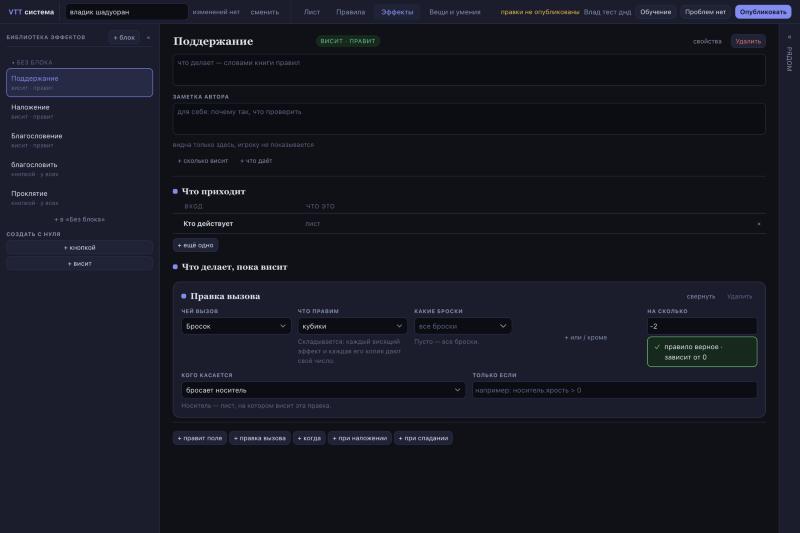 VTT система
владик шадуоран
изменений нет
сменить
Лист
Правила
Эффекты
Вещи и умения
правки не опубликованы
Влад тест днд
Обучение
Проблем нет
Опубликовать
БИБЛИОТЕКА ЭФФЕКТОВ
+ блок
«
• БЕЗ БЛОКА
Поддержание
висит · правит
Наложение
висит · правит
Благословение
висит · правит
благословить
кнопкой · у всех
Проклятие
кнопкой · у всех
+ в «Без блока»
СОЗДАТЬ С НУЛЯ
+ кнопкой
+ висит
Поддержание
ВИСИТ · ПРАВИТ
свойства
Удалить
что делает — словами книги правил
ЗАМЕТКА АВТОРА
для себя: почему так, что проверить
видна только здесь, игроку не показывается
+ сколько висит
+ что даёт
Что приходит
ВХОД
ЧТО ЭТО
Кто действует
лист
×
+ ещё одно
Что делает, пока висит
Правка вызова
свернуть
Удалить
ЧЕЙ ВЫЗОВ
ЧТО ПРАВИМ
КАКИЕ БРОСКИ
НА СКОЛЬКО
Бросок
кубики
все броски
+ или / кроме
-2
Складывается: каждый висящий
эффект и каждая его копия дают
своё число.
Пусто — все броски.
✓ правило верное ·
зависит от 0
КОГО КАСАЕТСЯ
ТОЛЬКО ЕСЛИ
бросает носитель
например: носитель.ярость > 0
Носитель — лист, на котором висит эта правка.
+ правит поле
+ правка вызова
+ когда
+ при наложении
+ при спадании
«
РЯДОМ